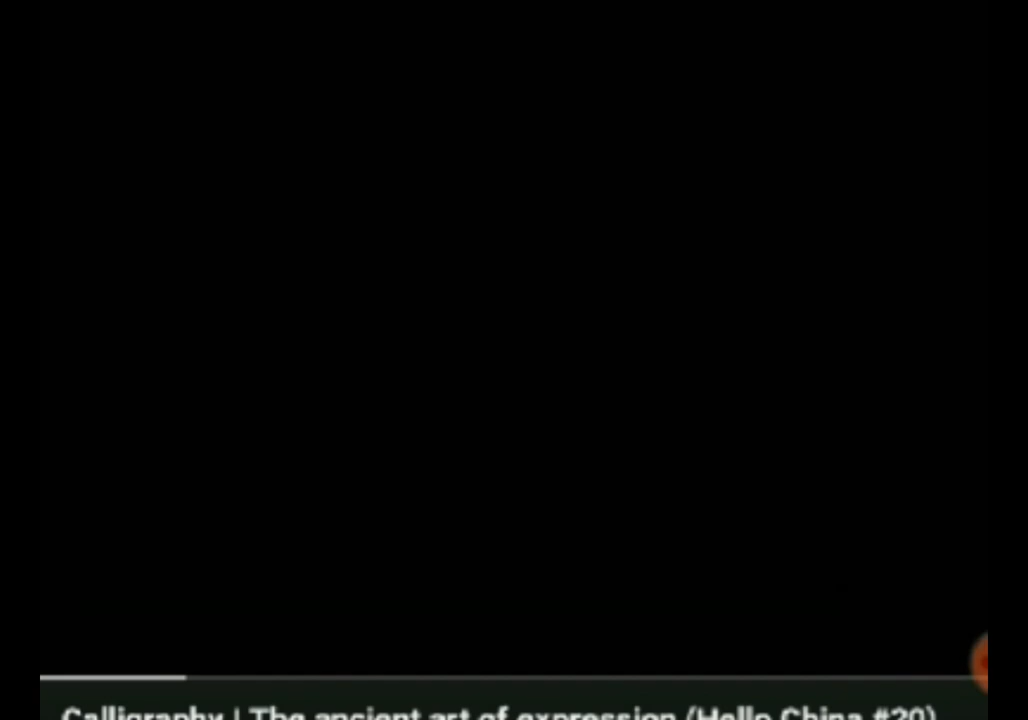 Calligraphy | The ancient art of expression (Hello China #20)